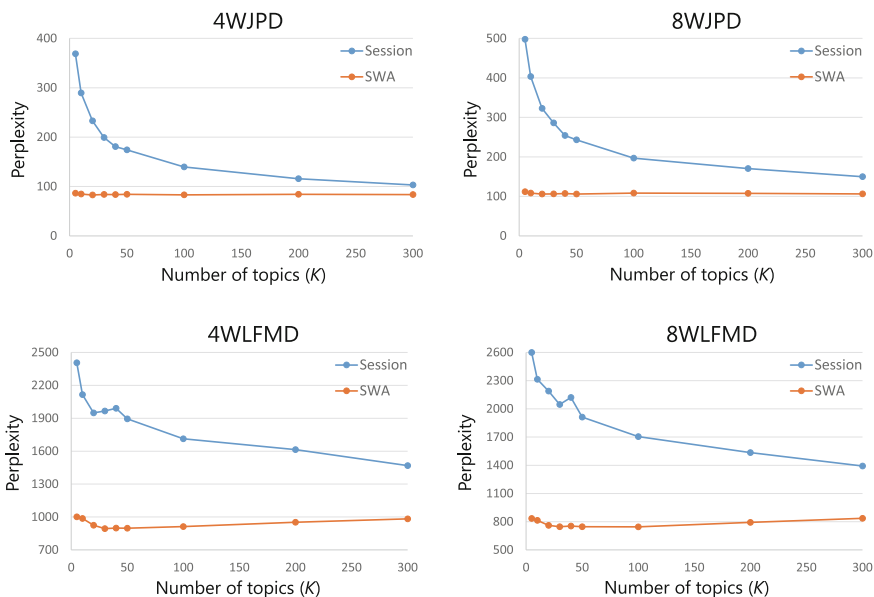 4WJPD
400
300
200
100
0
Perplexity
0 50 100 150 200 250 300
Number of topics (K)
Session
SWA
8WJPD
500
400
300
200
100
0
Perplexity
0 50 100 150 200 250 300
Number of topics (K)
Session
SWA
4WLFMD
2500
2200
1900
1600
1300
1000
700
Perplexity
0 50 100 150 200 250 300
Number of topics (K)
Session
SWA
8WLFMD
2600
2300
2000
1700
1400
1100
800
500
Perplexity
0 50 100 150 200 250 300
Number of topics (K)
Session
SWA